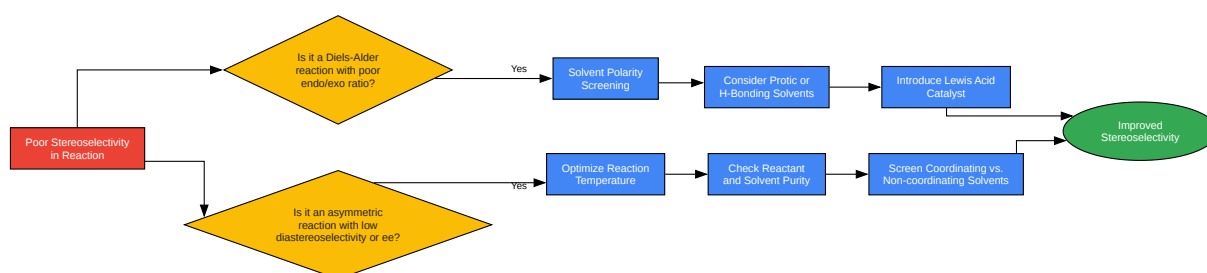 Is it a Diels-Alder
reaction with poor
endo/exo ratio?
Yes
Solvent Polarity
Screening
Consider Protic or
H-Bonding Solvents
Introduce Lewis Acid
Catalyst
Improved
Stereoselectivity
Poor Stereoselectivity
in Reaction
Optimize Reaction
Temperature
Check Reactant
and Solvent Purity
Screen Coordinating vs.
Non-coordinating Solvents
Yes
Is it an asymmetric
reaction with low
diastereoselectivity or ee?